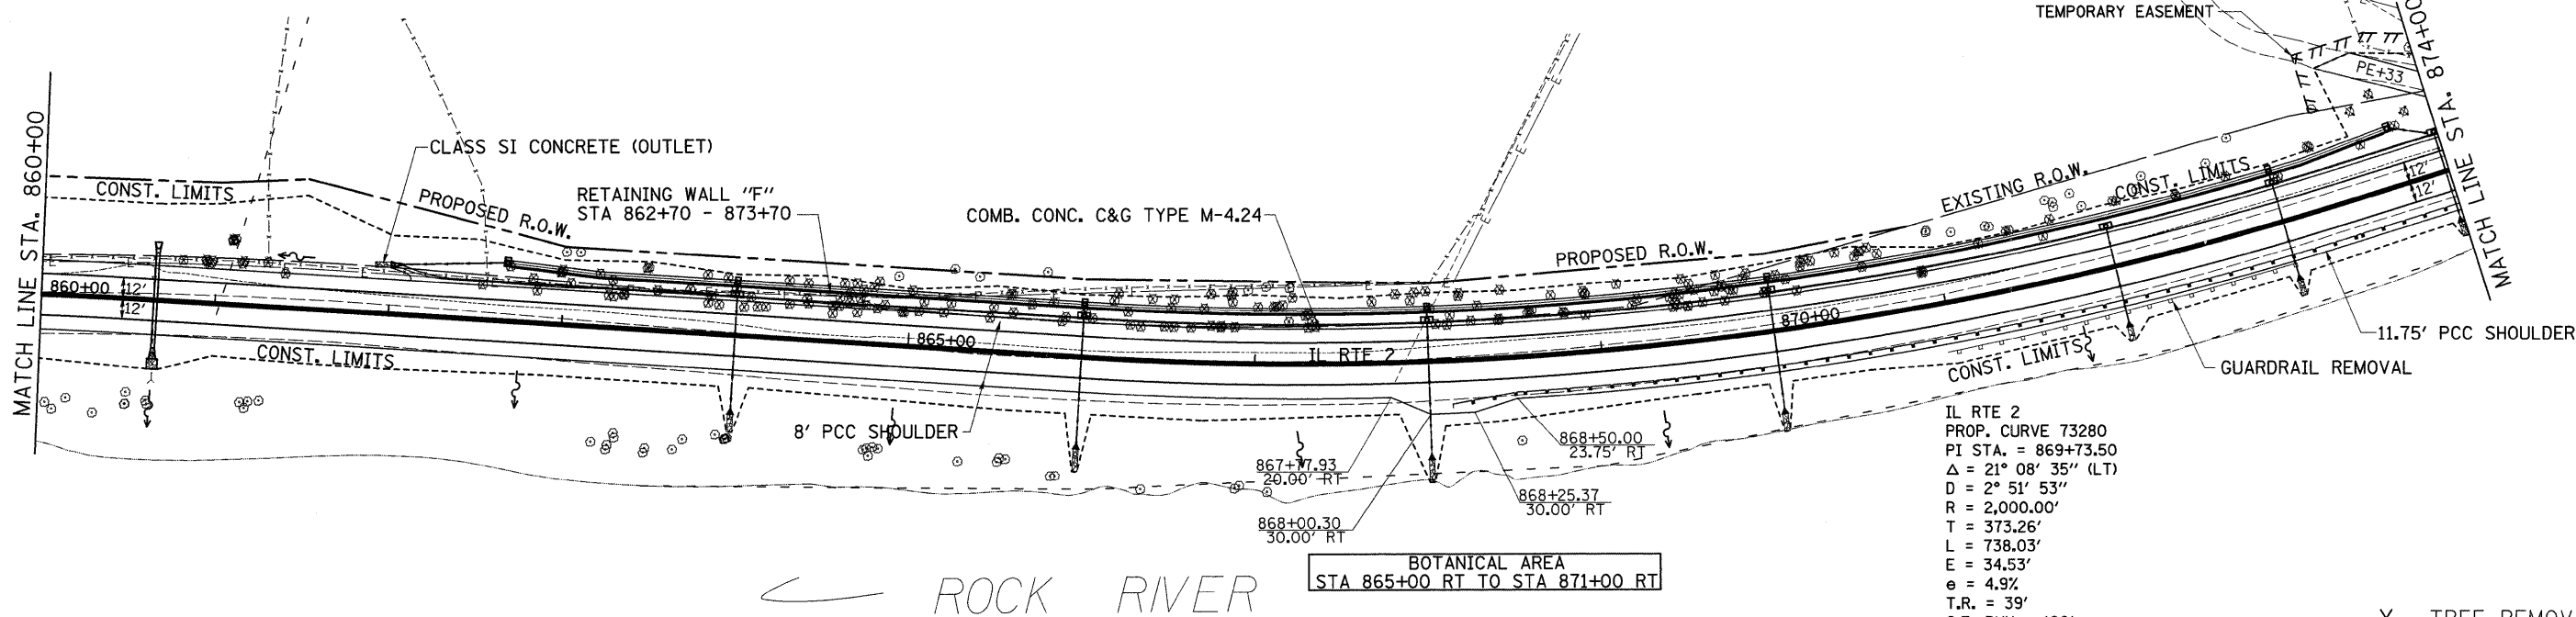 TEMPORARY EASEMENT
MATCH LINE STA. 874+00
PE+33
MATCH LINE STA. 860+00
CONST. LIMITS
CLASS SI CONCRETE (OUTLET)
PROPOSED R.O.W.
RETAINING WALL "F"
STA 862+70 - 873+70
COMB. CONC. C&G TYPE M-4.24
PROPOSED R.O.W.
EXISTING R.O.W.
CONST. LIMITS
12'
12'
860+00
12'
12'
865+00
IL RTE 2
870+00
CONST. LIMITS
8' PCC SHOULDER
CONST. LIMITS
11.75' PCC SHOULDER
GUARDRAIL REMOVAL
867+77.93
20.00' RT
868+00.30
30.00' RT
868+25.37
30.00' RT
868+50.00
23.75' RT
BOTANICAL AREA
STA 865+00 RT TO STA 871+00 RT
ROCK RIVER
IL RTE 2
PROP. CURVE 73280
PI STA. = 869+73.50
Δ = 21° 08' 35" (LT)
D = 2° 51' 53"
R = 2,000.00'
T = 373.26'
L = 738.03'
E = 34.53'
e = 4.9%
T.R. = 39'
X TREE REMOV